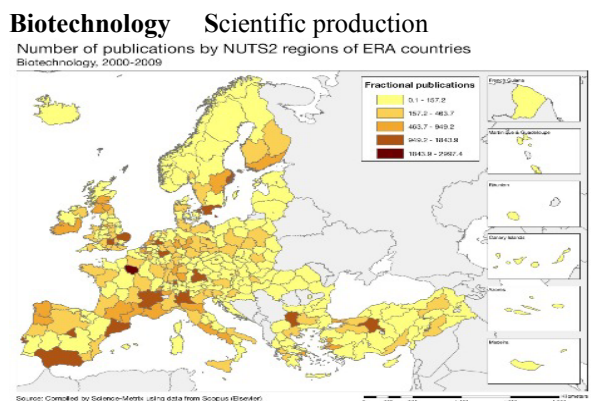 Biotechnology Scientific production
Number of publications by NUTS2 regions of ERA countries
Biotechnology, 2000-2009
Fractional publications
0.1 - 157.2
157.2 - 463.7
463.7 - 949.2
949.2 - 1843.9
1843.9 - 2997.4
French Guiana
Martinique & Guadeloupe
Réunion
Canary Islands
Azores
Madeira
Source: Compiled by Science-Metrix using data from Scopus (Elsevier)
Kilometers